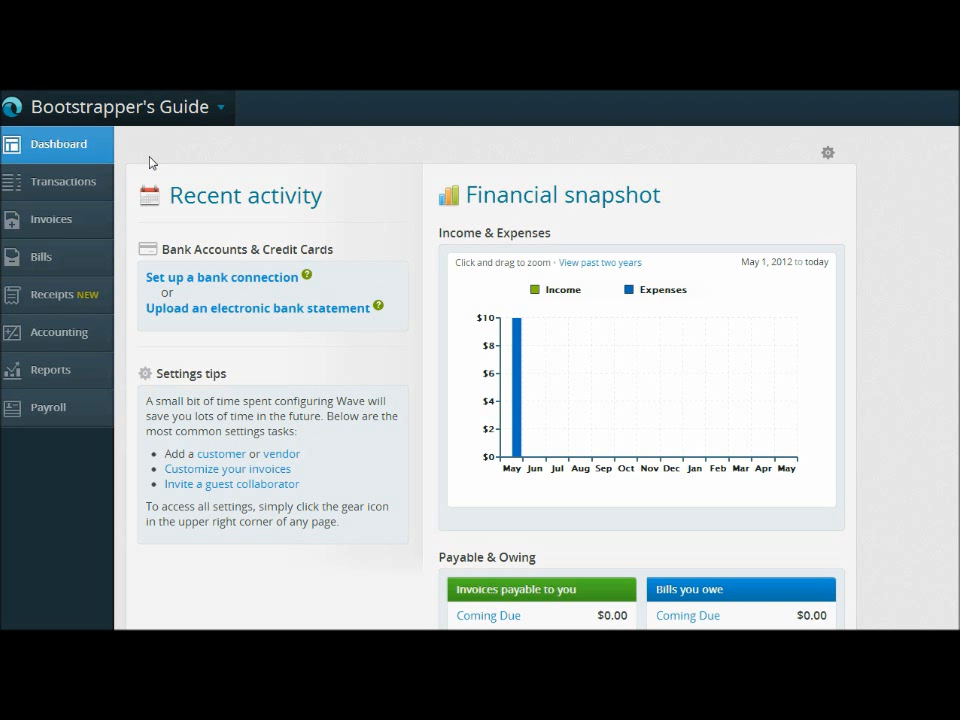 Bootstrapper's Guide
Dashboard
Transactions
Invoices
Bills
Receipts NEW
Accounting
Reports
Payroll
Recent activity
Bank Accounts & Credit Cards
Set up a bank connection ?
or
Upload an electronic bank statement ?
Settings tips
A small bit of time spent configuring Wave will
save you lots of time in the future. Below are the
most common settings tasks:
• Add a customer or vendor
• Customize your invoices
• Invite a guest collaborator
To access all settings, simply click the gear icon
in the upper right corner of any page.
Financial snapshot
Income & Expenses
Click and drag to zoom · View past two years May 1, 2012 to today
Income Expenses
$10
$8
$6
$4
$2
$0
May Jun Jul Aug Sep Oct Nov Dec Jan Feb Mar Apr May
Payable & Owing
Invoices payable to you
Coming Due $0.00
Bills you owe
Coming Due $0.00